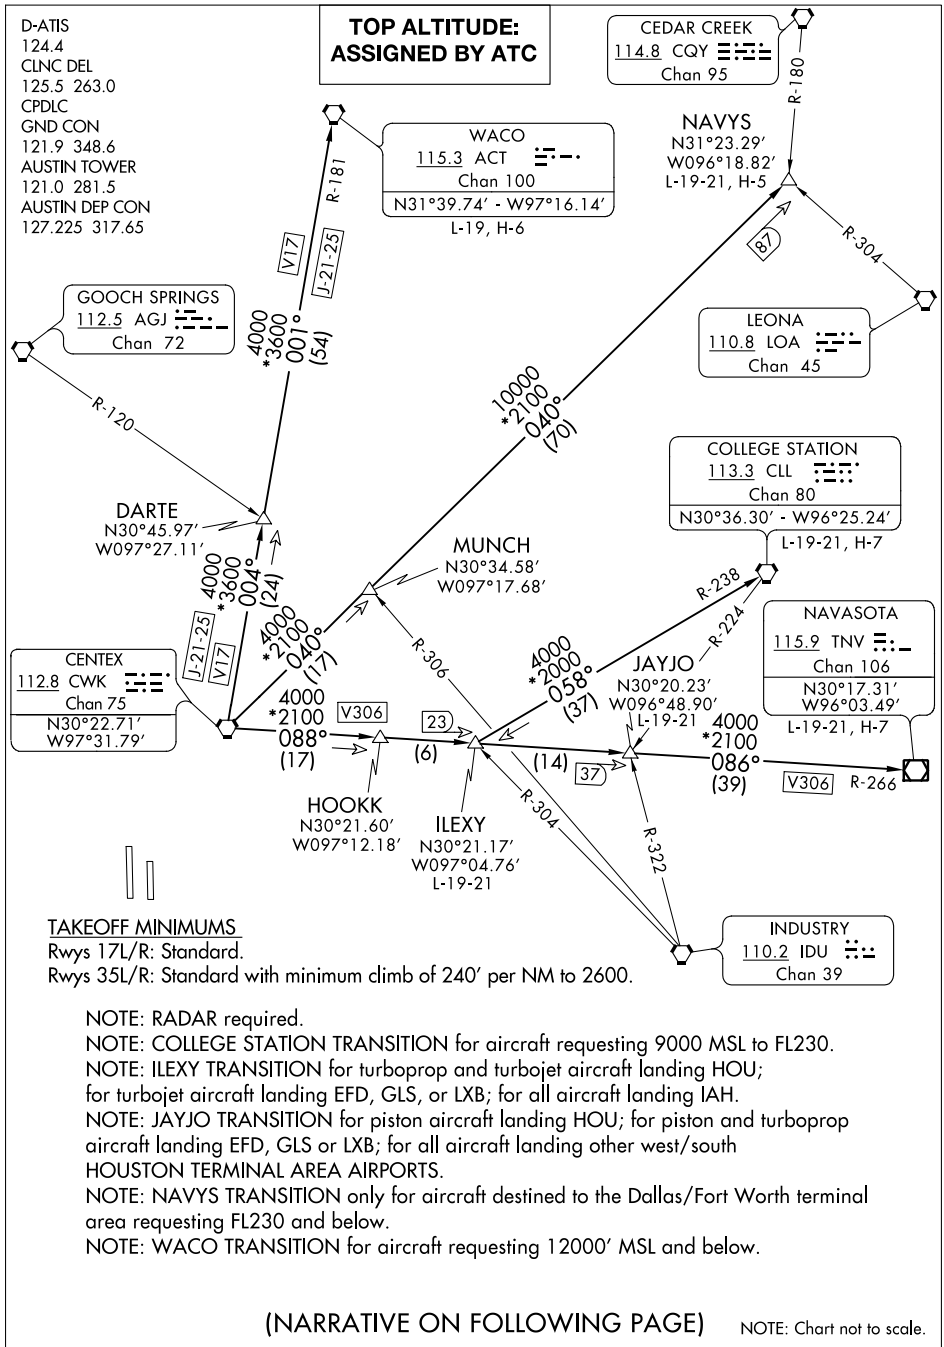 D-ATIS
124.4
CLNC DEL
125.5 263.0
CPDLC
GND CON
121.9 348.6
AUSTIN TOWER
121.0 281.5
AUSTIN DEP CON
127.225 317.65
TOP ALTITUDE:
ASSIGNED BY ATC
CEDAR CREEK
114.8 CQY
Chan 95
R-180
WACO
115.3 ACT
Chan 100
N31°39.74' - W97°16.14'
L-19, H-6
R-181
V17
J-21-25
NAVYS
N31°23.29'
W096°18.82'
L-19-21, H-5
87
R-304
LEONA
110.8 LOA
Chan 45
GOOCH SPRINGS
112.5 AGJ
Chan 72
R-120
4000
*3600
001°
(54)
10000
*2100
040°
(70)
COLLEGE STATION
113.3 CLL
Chan 80
N30°36.30' - W96°25.24'
L-19-21, H-7
DARTE
N30°45.97'
W097°27.11'
4000
*3600
004°
(24)
J-21-25
V17
MUNCH
N30°34.58'
W097°17.68'
4000
*2100
040°
(17)
R-306
R-238
R-224
4000
*2000
058°
(37)
NAVASOTA
115.9 TNV
Chan 106
N30°17.31'
W96°03.49'
L-19-21, H-7
CENTEX
112.8 CWK
Chan 75
N30°22.71'
W97°31.79'
JAYJO
N30°20.23'
W096°48.90'
L-19-21
4000
*2100
088°
(17)
V306
23
(6)
(14)
37
4000
*2100
086°
(39)
V306
R-266
HOOKK
N30°21.60'
W097°12.18'
ILEXY
N30°21.17'
W097°04.76'
L-19-21
R-304
R-322
INDUSTRY
110.2 IDU
Chan 39
TAKEOFF MINIMUMS
Rwys 17L/R: Standard.
Rwys 35L/R: Standard with minimum climb of 240' per NM to 2600.
NOTE: RADAR required.
NOTE: COLLEGE STATION TRANSITION for aircraft requesting 9000 MSL to FL230.
NOTE: ILEXY TRANSITION for turboprop and turbojet aircraft landing HOU;
for turbojet aircraft landing EFD, GLS, or LXB; for all aircraft landing IAH.
NOTE: JAYJO TRANSITION for piston aircraft landing HOU; for piston and turboprop
aircraft landing EFD, GLS or LXB; for all aircraft landing other west/south
HOUSTON TERMINAL AREA AIRPORTS.
NOTE: NAVYS TRANSITION only for aircraft destined to the Dallas/Fort Worth terminal
area requesting FL230 and below.
NOTE: WACO TRANSITION for aircraft requesting 12000' MSL and below.
(NARRATIVE ON FOLLOWING PAGE)
NOTE: Chart not to scale.